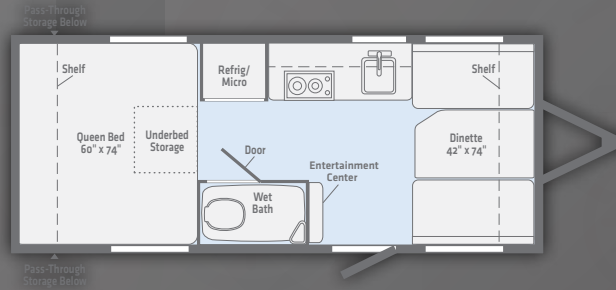 Pass-Through
Storage Below
Shelf
Refrig/
Micro
Shelf
Queen Bed
60" x 74"
Underbed
Storage
Door
Entertainment
Center
Dinette
42" x 74"
Wet
Bath
Pass-Through
Storage Below